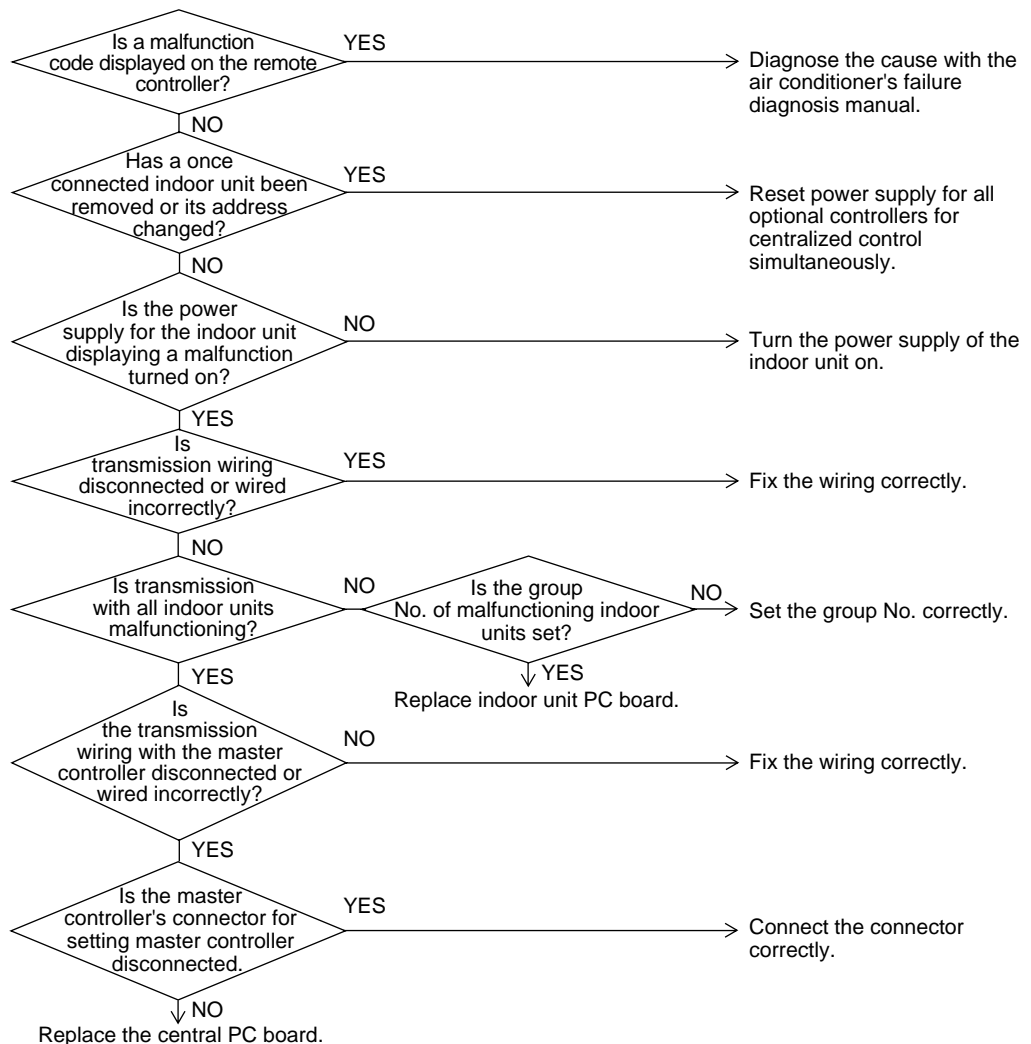 Is a malfunction
code displayed on the remote
controller?
YES
Diagnose the cause with the
air conditioner's failure
diagnosis manual.
NO
Has a once
connected indoor unit been
removed or its address
changed?
YES
Reset power supply for all
optional controllers for
centralized control
simultaneously.
NO
Is the power
supply for the indoor unit
displaying a malfunction
turned on?
NO
Turn the power supply of the
indoor unit on.
YES
Is
transmission wiring
disconnected or wired
incorrectly?
YES
Fix the wiring correctly.
NO
Is transmission
with all indoor units
malfunctioning?
NO
Is the group
No. of malfunctioning indoor
units set?
NO
Set the group No. correctly.
YES
Replace indoor unit PC board.
YES
Is
the transmission
wiring with the master
controller disconnected or
wired incorrectly?
NO
Fix the wiring correctly.
YES
Is the master
controller's connector for
setting master controller
disconnected.
YES
Connect the connector
correctly.
NO
Replace the central PC board.